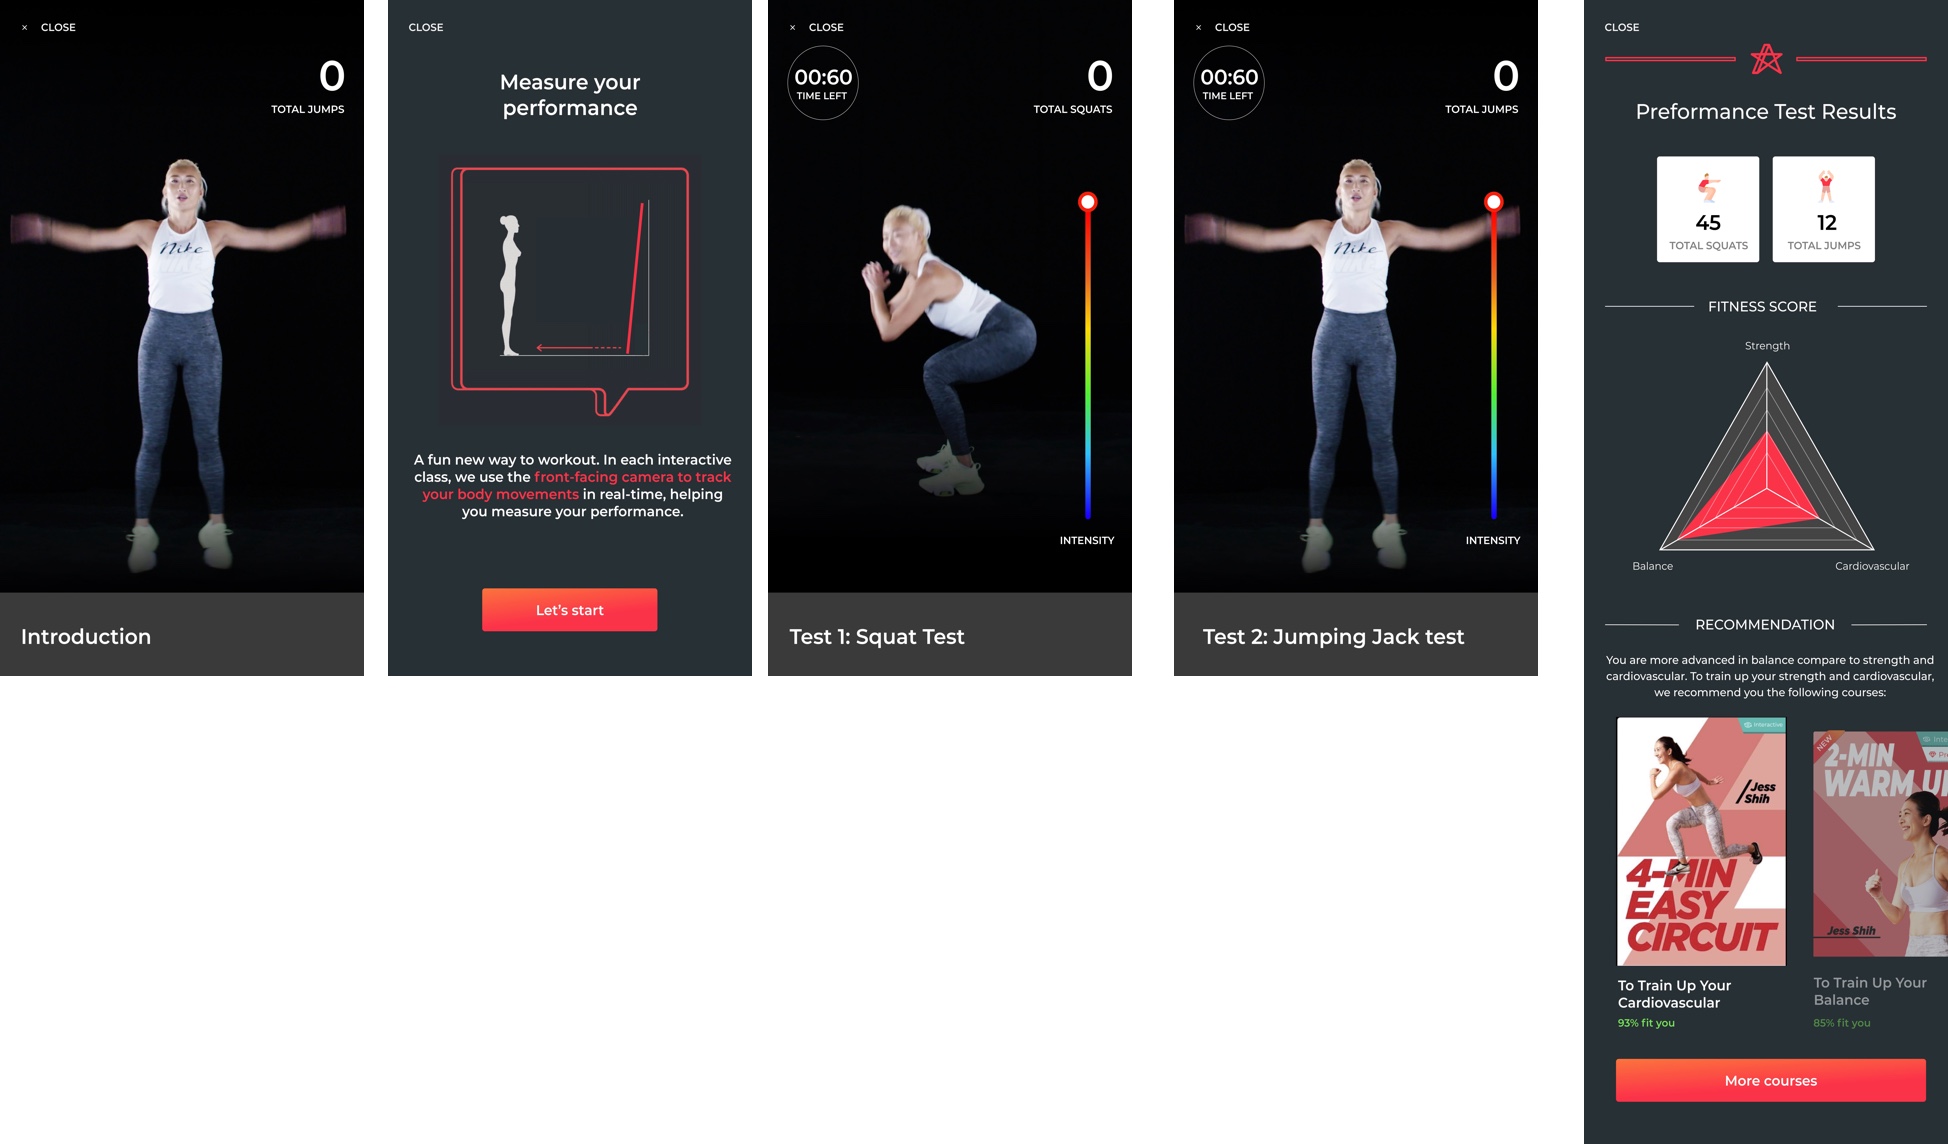 × CLOSE
0
TOTAL JUMPS
Nike
Introduction
CLOSE
Measure your
performance
A fun new way to workout. In each interactive
class, we use the front-facing camera to track
your body movements in real-time, helping
you measure your performance.
Let's start
× CLOSE
00:60
TIME LEFT
0
TOTAL SQUATS
INTENSITY
Test 1: Squat Test
× CLOSE
00:60
TIME LEFT
0
TOTAL JUMPS
Nike
INTENSITY
Test 2: Jumping Jack test
CLOSE
Preformance Test Results
45
TOTAL SQUATS
12
TOTAL JUMPS
FITNESS SCORE
Strength
Balance
Cardiovascular
RECOMMENDATION
You are more advanced in balance compare to strength and
cardiovascular. To train up your strength and cardiovascular,
we recommend you the following courses:
Interactive
Jess
Shih
4-MIN
EASY
CIRCUIT
To Train Up Your
Cardiovascular
93% fit you
NEW
2-MIN
WARM U
Jess Shih
To Train Up Your
Balance
85% fit you
More courses